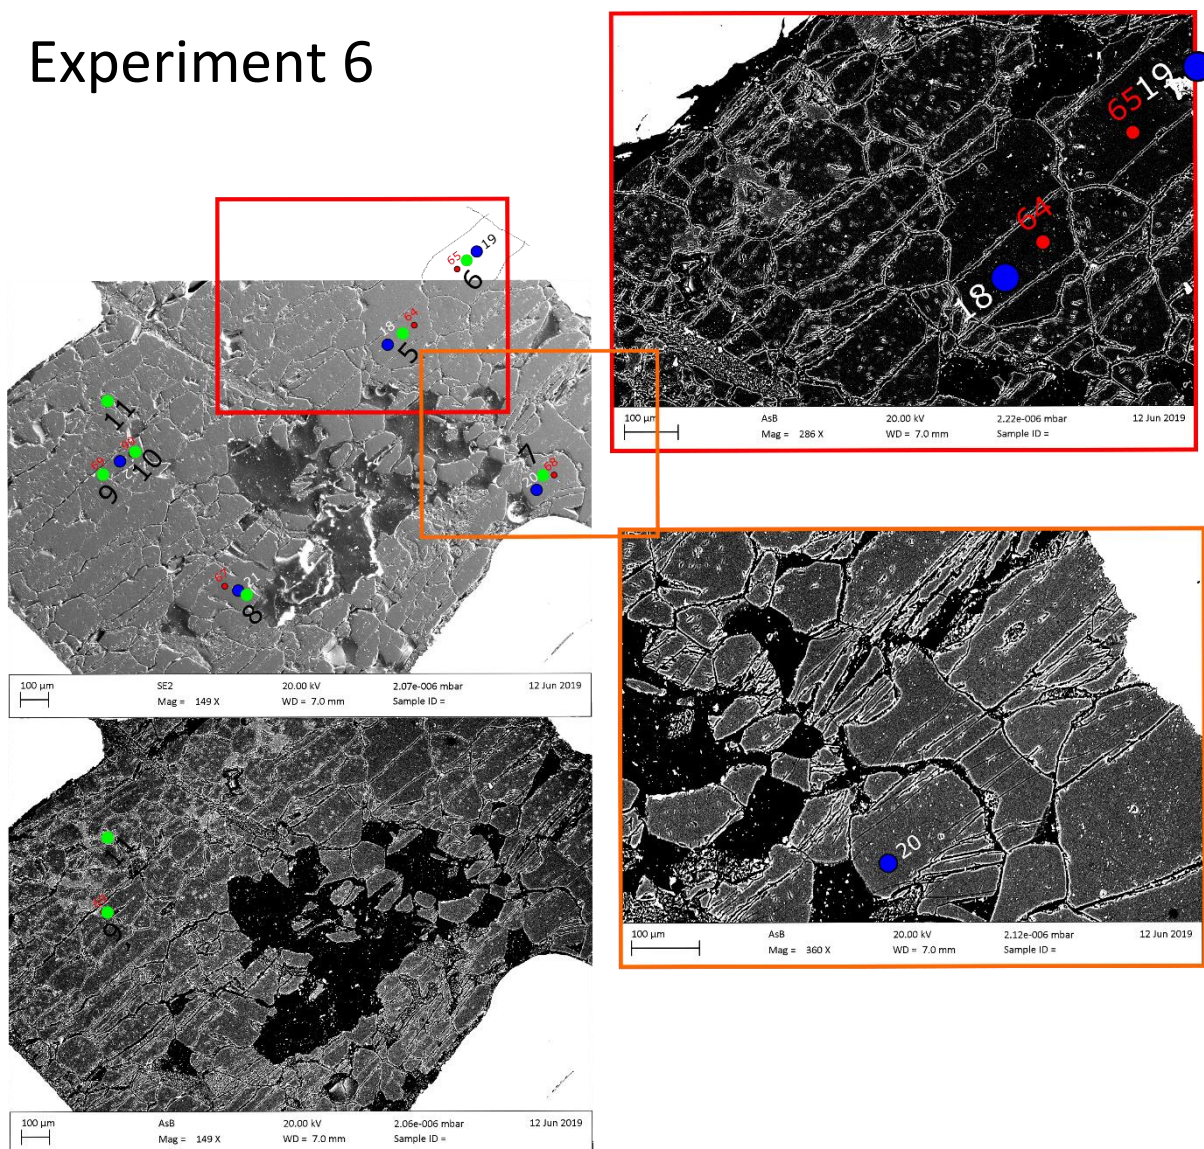 Experiment 6
65 19
64
18
100 µm AsB 20.00 kV 2.22e-006 mbar 12 Jun 2019
Mag = 286 X WD = 7.0 mm Sample ID =
65 19
6
18 64
5
11
69
10
9
7
20 68
67
8
100 µm SE2 20.00 kV 2.07e-006 mbar 12 Jun 2019
Mag = 149 X WD = 7.0 mm Sample ID =
20
100 µm AsB 20.00 kV 2.12e-006 mbar 12 Jun 2019
Mag = 360 X WD = 7.0 mm Sample ID =
11
9
100 µm AsB 20.00 kV 2.06e-006 mbar 12 Jun 2019
Mag = 149 X WD = 7.0 mm Sample ID =